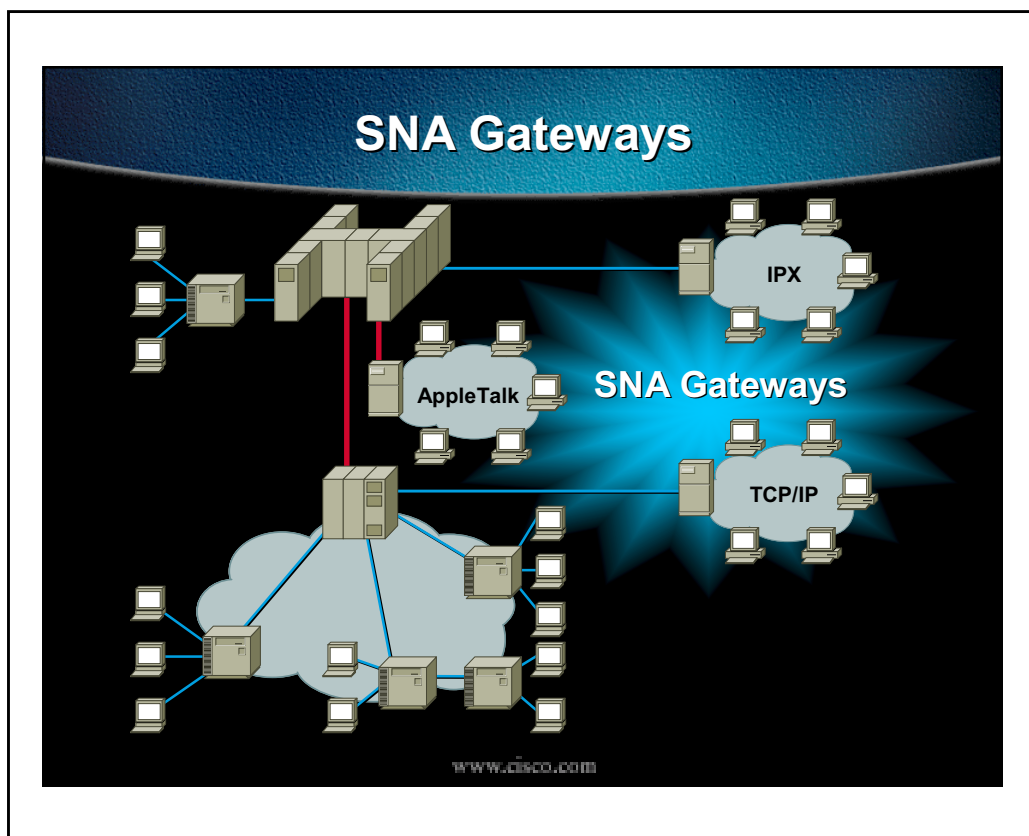 SNA Gateways
IPX
AppleTalk
SNA Gateways
TCP/IP
www.cisco.com